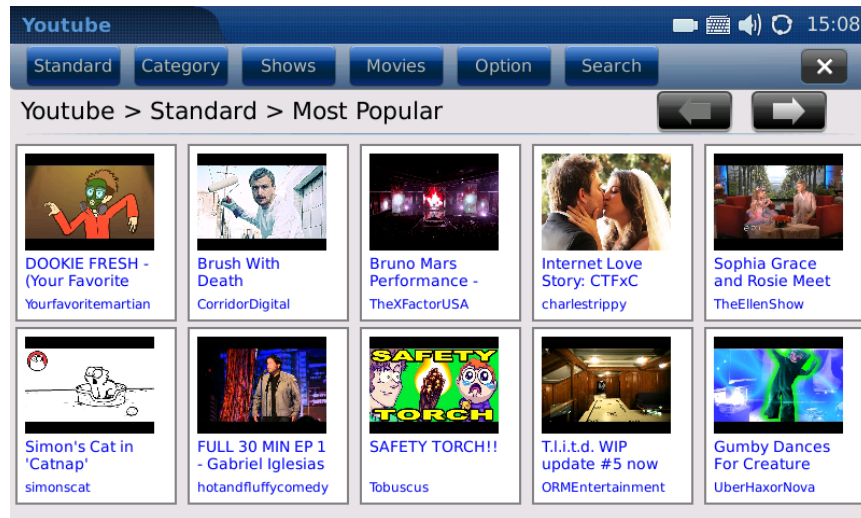 Youtube
15:08
Standard
Category
Shows
Movies
Option
Search
Youtube > Standard > Most Popular
DOOKIE FRESH -
(Your Favorite
Yourfavoritemartian
Brush With
Death
CorridorDigital
Bruno Mars
Performance -
TheXFactorUSA
Internet Love
Story: CTFxC
charlestrippy
Sophia Grace
and Rosie Meet
TheEllenShow
Simon's Cat in
'Catnap'
simonscat
FULL 30 MIN EP 1
- Gabriel Iglesias
hotandfluffycomedy
SAFETY
TORCH
SAFETY TORCH!!
Tobuscus
T.l.i.t.d. WIP
update #5 now
ORMEntertainment
Gumby Dances
For Creature
UberHaxorNova